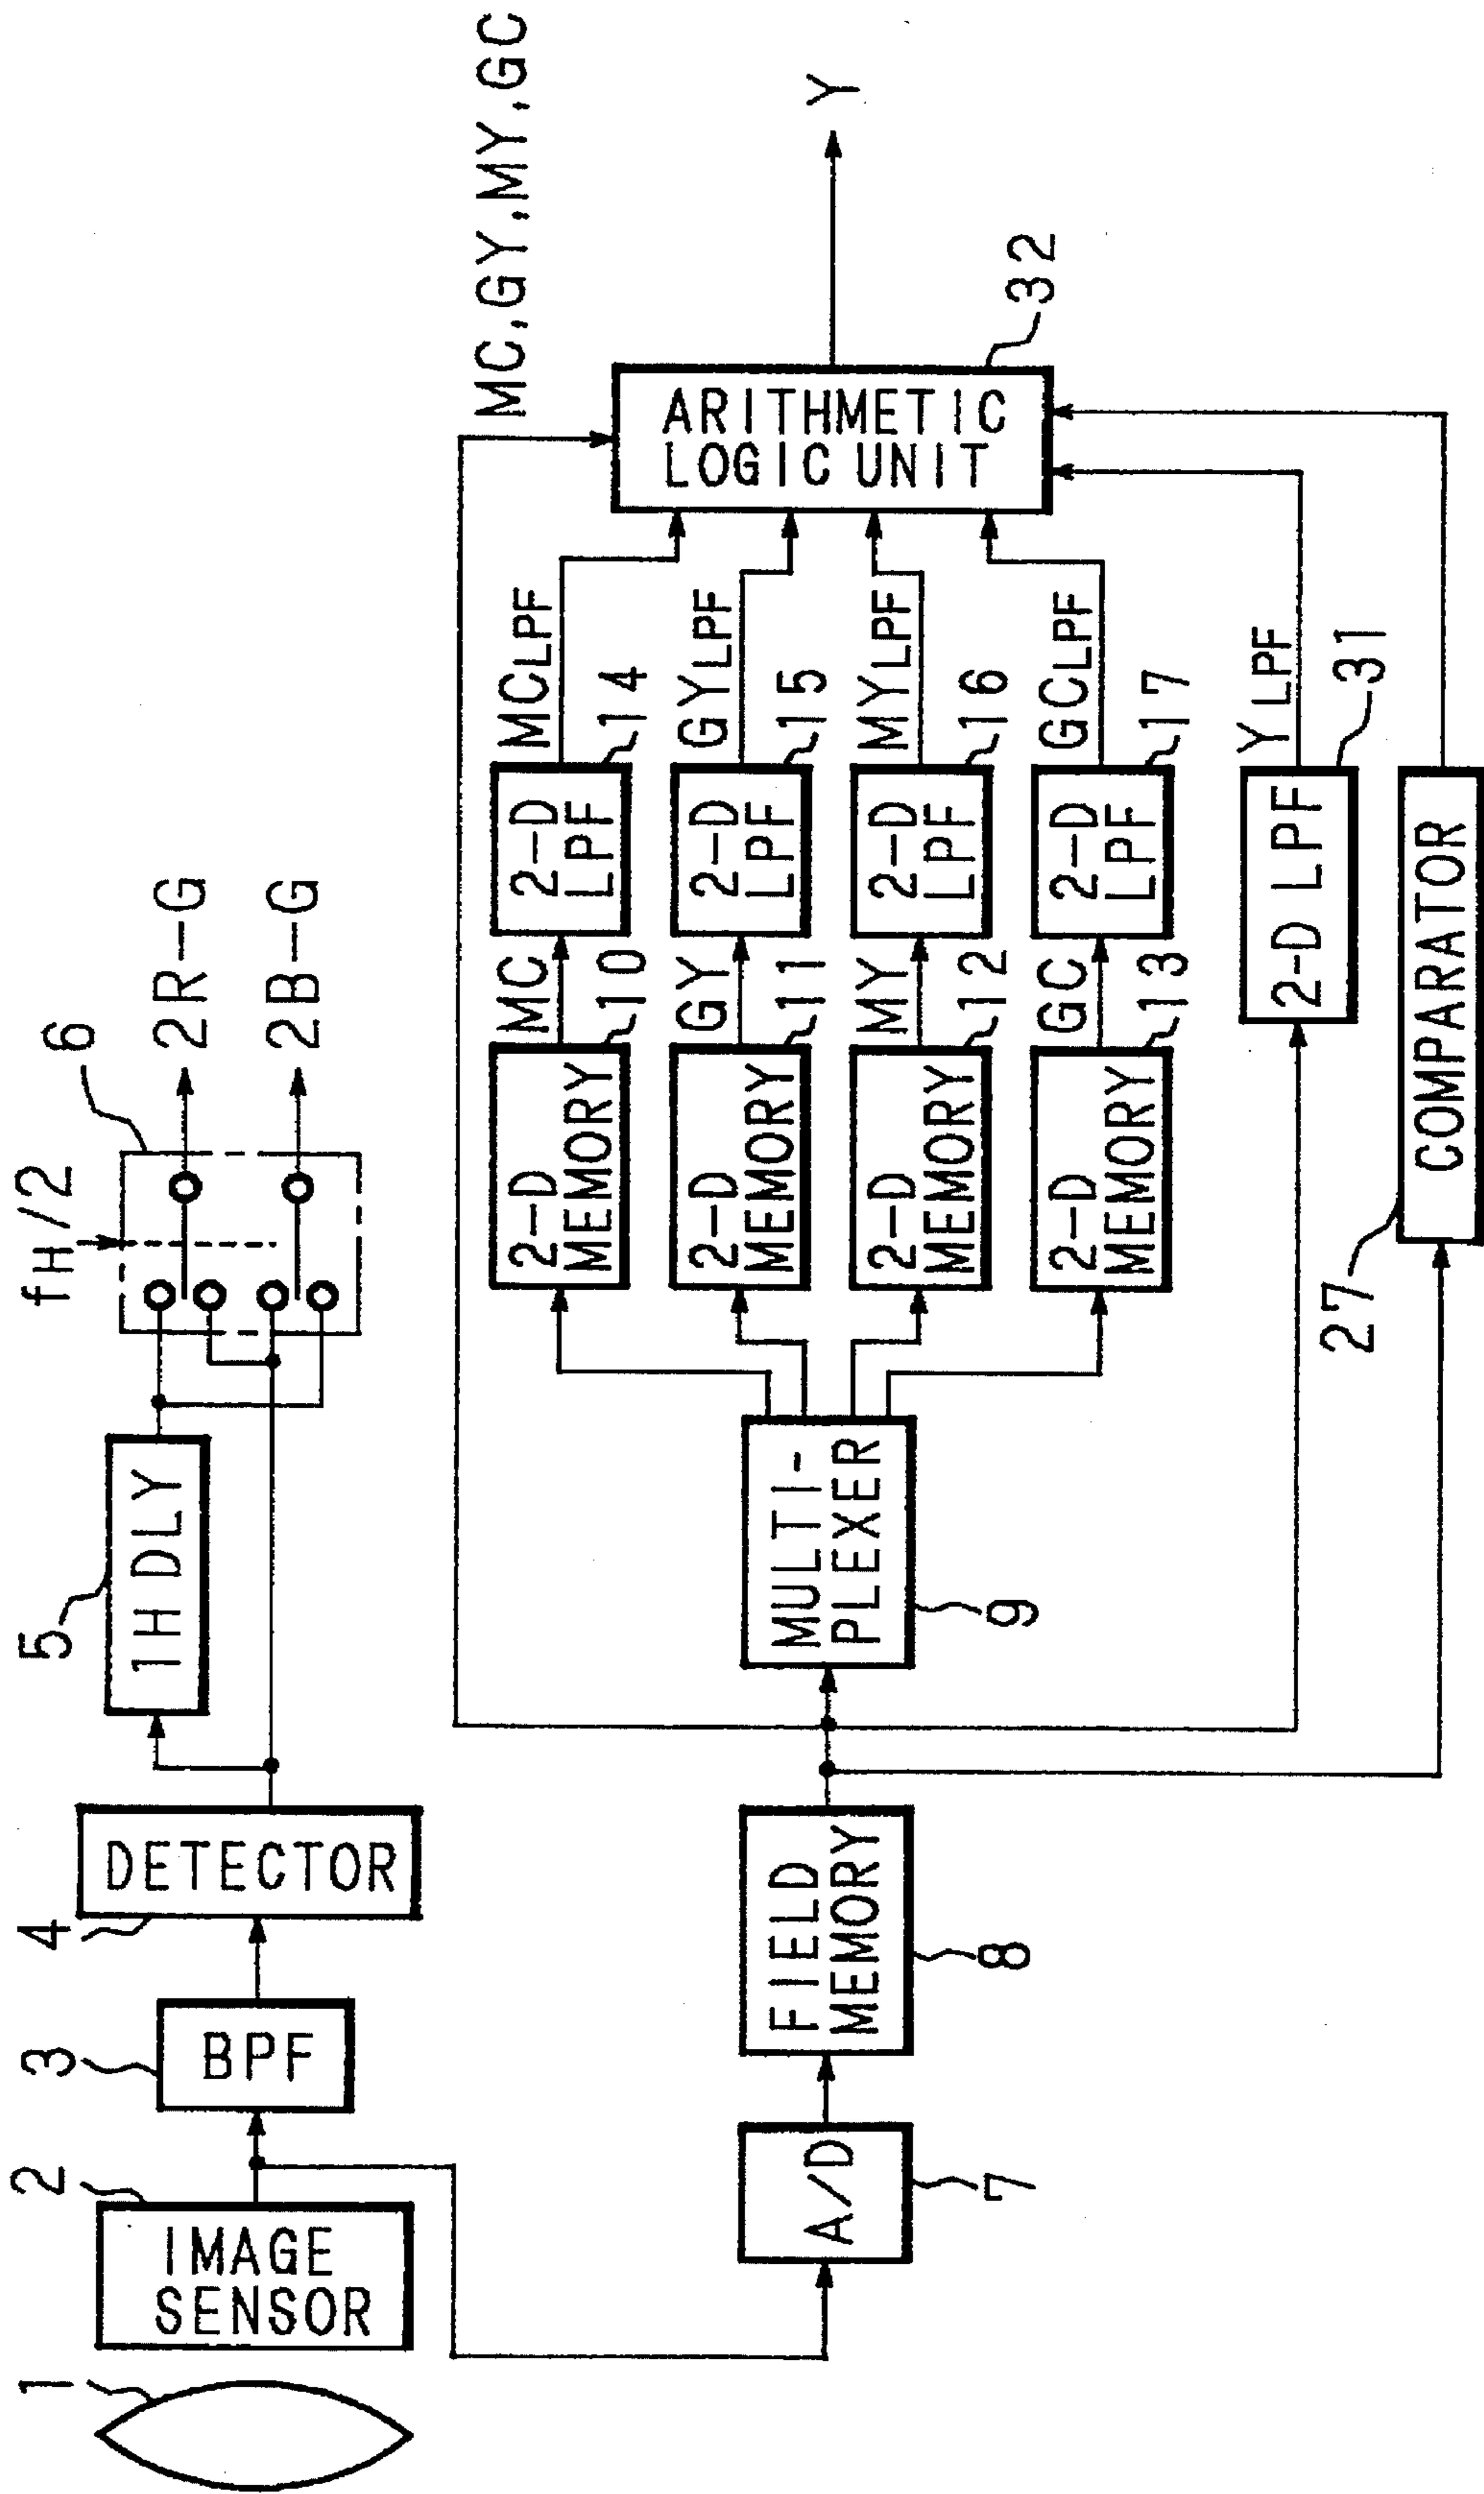 1
2
IMAGE
SENSOR
3
BPF
4
DETECTOR
5
1HDLY
fH/2
6
2R-G
2B-G
7
A/D
8
FIELD
MEMORY
9
MULTI-
PLEXER
2-D
MEMORY
MC
10
2-D
LPF
MCLPF
14
2-D
MEMORY
GY
11
2-D
LPF
GYLPF
15
2-D
MEMORY
MY
12
2-D
LPF
MYLPF
16
2-D
MEMORY
GC
13
2-D
LPF
GCLPF
17
2-D LPF
YLPF
31
27
COMPARATOR
MC,GY,MY,GC
ARITHMETIC
LOGIC UNIT
32
Y